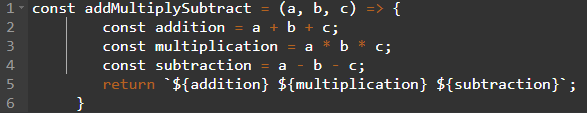 1 const addMultiplySubtract = (a, b, c) => {
2 const addition = a + b + c;
3 const multiplication = a * b * c;
4 const subtraction = a - b - c;
5 return `${addition} ${multiplication} ${subtraction}`;
6 }